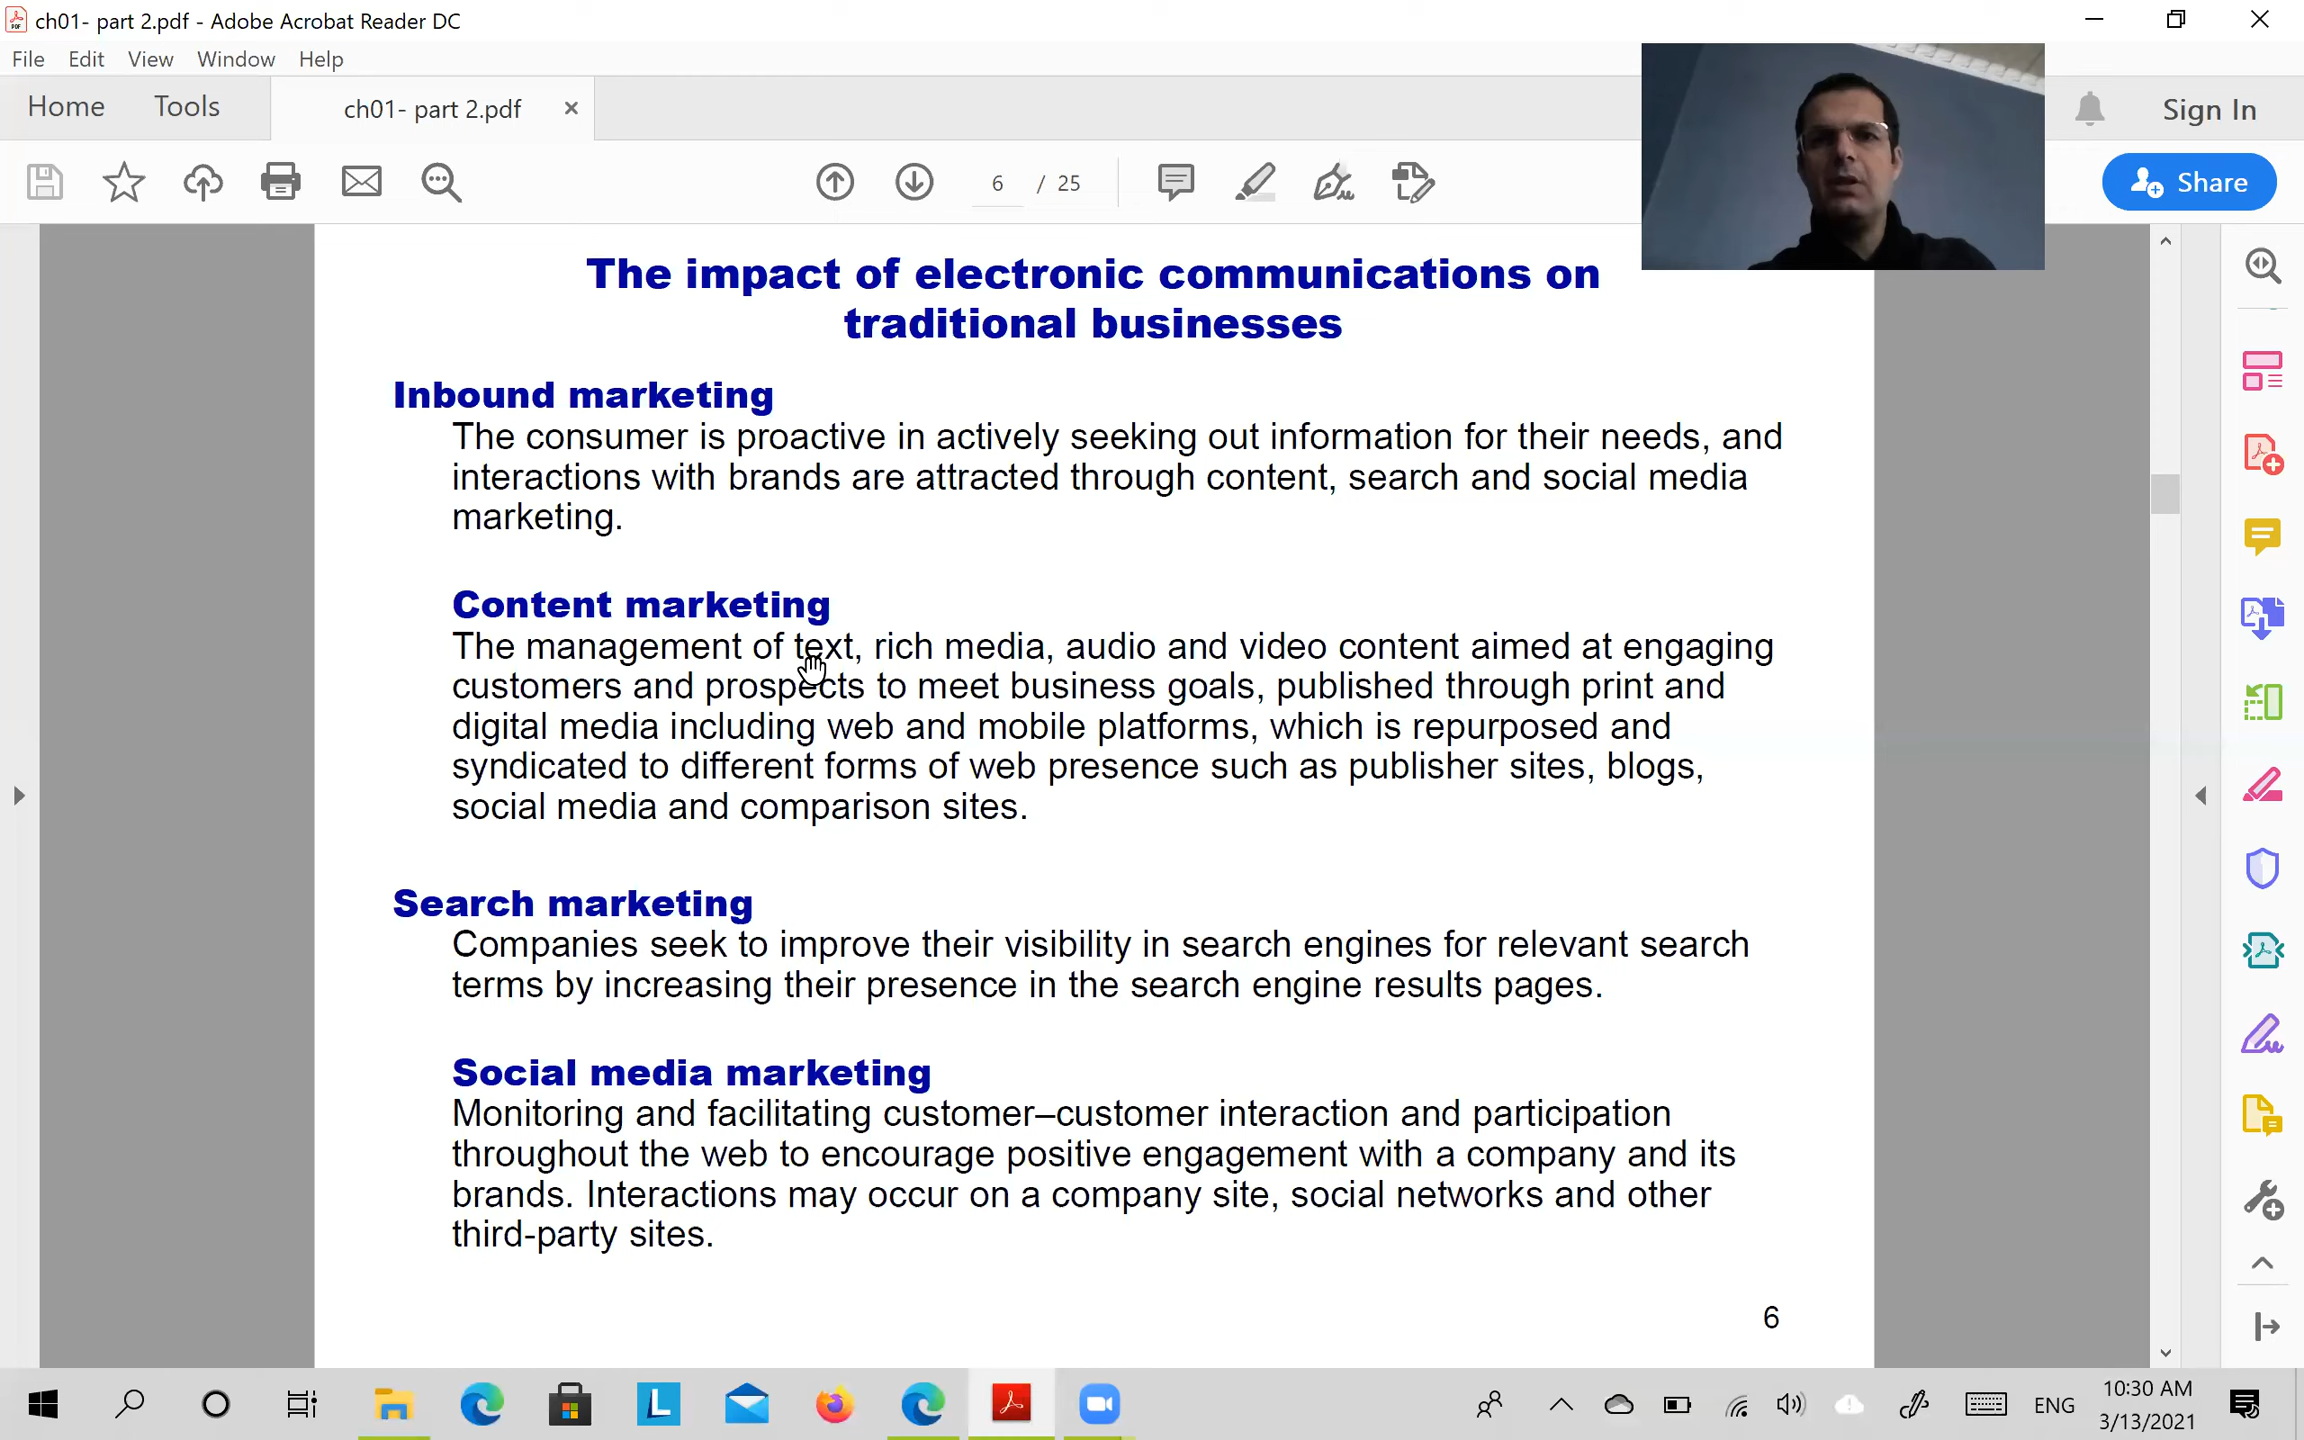 ch01- part 2.pdf - Adobe Acrobat Reader DC
File Edit View Window Help
Home Tools ch01- part 2.pdf Sign In
6 / 25 Share
The impact of electronic communications on
traditional businesses
Inbound marketing
The consumer is proactive in actively seeking out information for their needs, and
interactions with brands are attracted through content, search and social media
marketing.
Content marketing
The management of text, rich media, audio and video content aimed at engaging
customers and prospects to meet business goals, published through print and
digital media including web and mobile platforms, which is repurposed and
syndicated to different forms of web presence such as publisher sites, blogs,
social media and comparison sites.
Search marketing
Companies seek to improve their visibility in search engines for relevant search
terms by increasing their presence in the search engine results pages.
Social media marketing
Monitoring and facilitating customer–customer interaction and participation
throughout the web to encourage positive engagement with a company and its
brands. Interactions may occur on a company site, social networks and other
third-party sites.
6
L
ENG
10:30 AM
3/13/2021